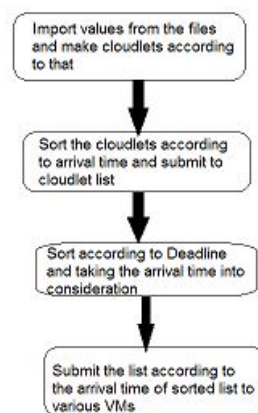 Import values from the files
and make cloudlets according
to that
Sort the cloudlets according
to arrival time and submit to
cloudlet list
Sort according to Deadline
and taking the arrival time into
consideration
Submit the list according to
the arrival time of sorted list to
various VMs